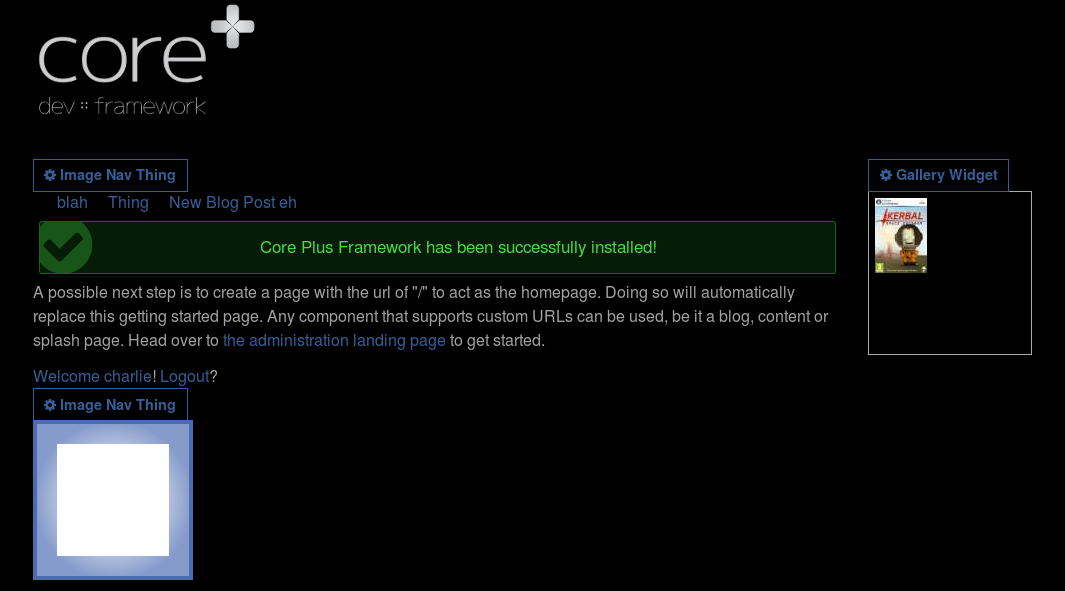 core
dev :: framework
Image Nav Thing
Gallery Widget
blah Thing New Blog Post eh
KERBAL
Core Plus Framework has been successfully installed!
A possible next step is to create a page with the url of "/" to act as the homepage. Doing so will automatically
replace this getting started page. Any component that supports custom URLs can be used, be it a blog, content or
splash page. Head over to the administration landing page to get started.
Welcome charlie! Logout?
Image Nav Thing